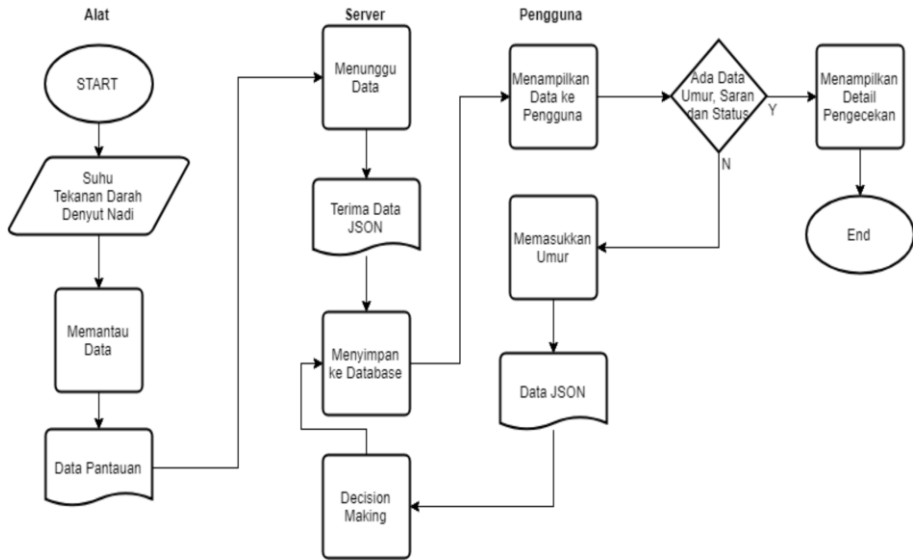 Alat
Server
Pengguna
START
Suhu
Tekanan Darah
Denyut Nadi
Memantau
Data
Data Pantauan
Menunggu
Data
Terima Data
JSON
Menyimpan
ke Database
Decision
Making
Menampilkan
Data ke
Pengguna
Ada Data
Umur, Saran
dan Status
Y
N
Memasukkan
Umur
Data JSON
Menampilkan
Detail
Pengecekan
End